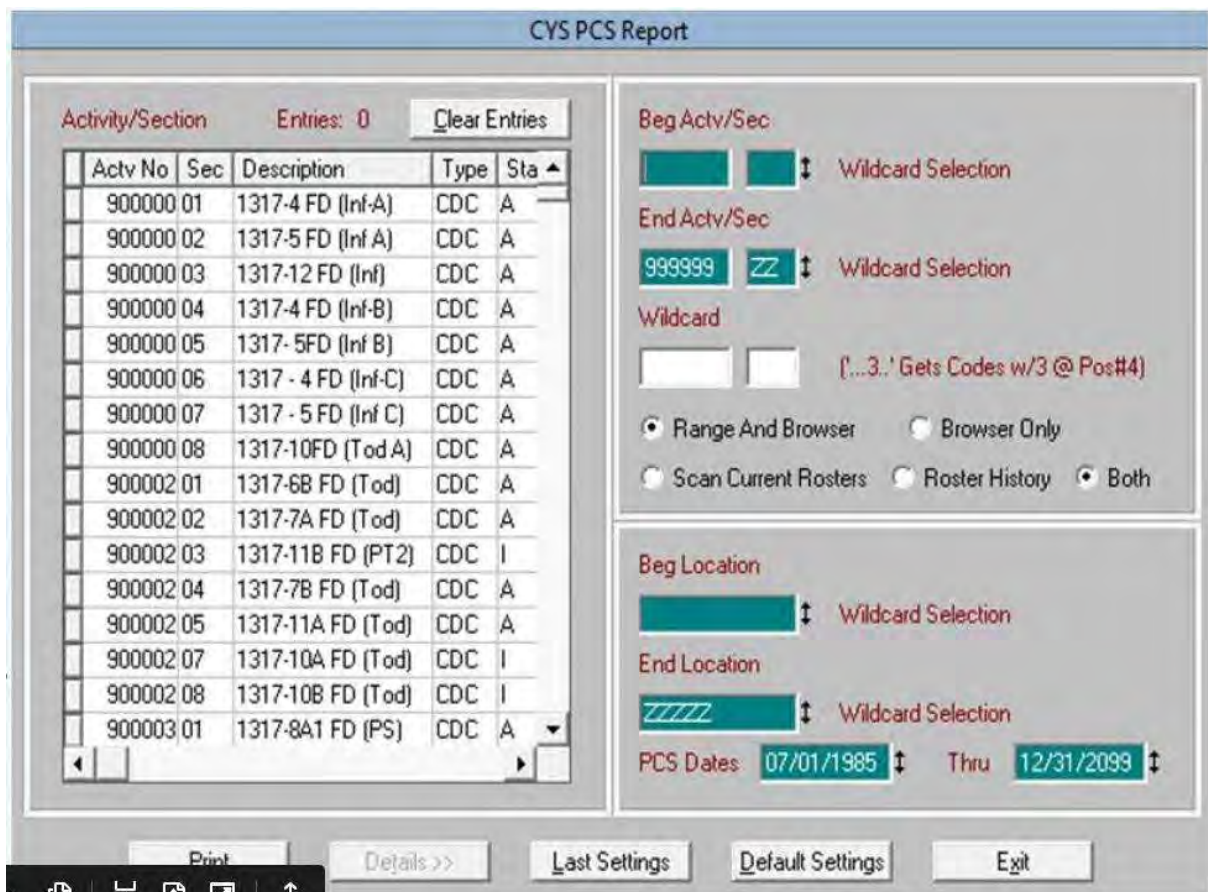 CYS PCS Report
Activity/Section Entries: 0 Clear Entries
Actv No Sec Description Type Sta
900000 01 1317-4 FD (Inf-A) CDC A
900000 02 1317-5 FD (Inf A) CDC A
900000 03 1317-12 FD (Inf) CDC A
900000 04 1317-4 FD (Inf-B) CDC A
900000 05 1317- 5FD (Inf B) CDC A
900000 06 1317 - 4 FD (Inf-C) CDC A
900000 07 1317 - 5 FD (Inf C) CDC A
900000 08 1317-10FD (Tod A) CDC A
900002 01 1317-6B FD (Tod) CDC A
900002 02 1317-7A FD (Tod) CDC A
900002 03 1317-11B FD (PT2) CDC I
900002 04 1317-7B FD (Tod) CDC A
900002 05 1317-11A FD (Tod) CDC A
900002 07 1317-10A FD (Tod) CDC I
900002 08 1317-10B FD (Tod) CDC I
900003 01 1317-8A1 FD (PS) CDC A
Beg Actv/Sec
Wildcard Selection
End Actv/Sec
999999 ZZ Wildcard Selection
Wildcard
('...3..' Gets Codes w/3 @ Pos#4)
Range And Browser Browser Only
Scan Current Rosters Roster History Both
Beg Location
Wildcard Selection
End Location
ZZZZZ Wildcard Selection
PCS Dates 07/01/1985 Thru 12/31/2099
Print Details >> Last Settings Default Settings Exit